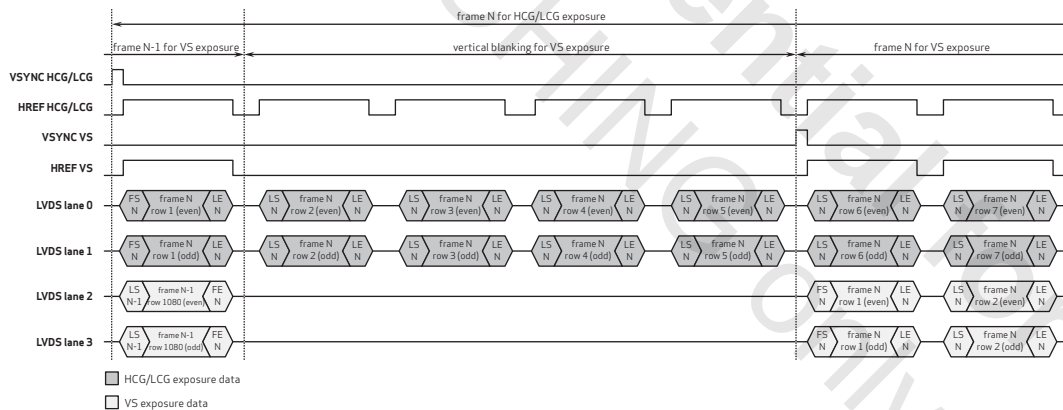 frame N for HCG/LCG exposure
frame N-1 for VS exposure vertical blanking for VS exposure frame N for VS exposure
VSYNC HCG/LCG
HREF HCG/LCG
VSYNC VS
HREF VS
LVDS lane 0 FS N frame N row 1 (even) LE N LS N frame N row 2 (even) LE N LS N frame N row 3 (even) LE N LS N frame N row 4 (even) LE N LS N frame N row 5 (even) LE N LS N frame N row 6 (even) LE N LS N frame N row 7 (even) LE N
LVDS lane 1 FS N frame N row 1 (odd) LE N LS N frame N row 2 (odd) LE N LS N frame N row 3 (odd) LE N LS N frame N row 4 (odd) LE N LS N frame N row 5 (odd) LE N LS N frame N row 6 (odd) LE N LS N frame N row 7 (odd) LE N
LVDS lane 2 LS N-1 frame N-1 row 1080 (even) FE N FS N frame N row 1 (even) LE N LS N frame N row 2 (even) LE N
LVDS lane 3 LS N-1 frame N-1 row 1080 (odd) FE N FS N frame N row 1 (odd) LE N LS N frame N row 2 (odd) LE N
HCG/LCG exposure data
VS exposure data